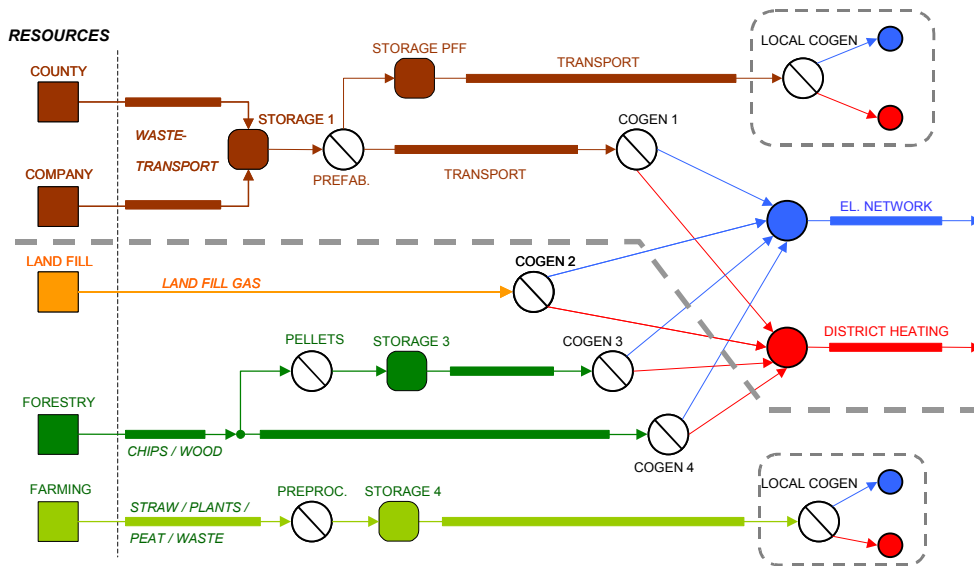 RESOURCES
COUNTY
STORAGE PFF
TRANSPORT
LOCAL COGEN
STORAGE 1
WASTE-
TRANSPORT
COGEN 1
COMPANY
PREFAB.
TRANSPORT
EL. NETWORK
LAND FILL
LAND FILL GAS
COGEN 2
PELLETS
STORAGE 3
COGEN 3
DISTRICT HEATING
FORESTRY
CHIPS / WOOD
COGEN 4
FARMING
STRAW / PLANTS /
PEAT / WASTE
PREPROC.
STORAGE 4
LOCAL COGEN